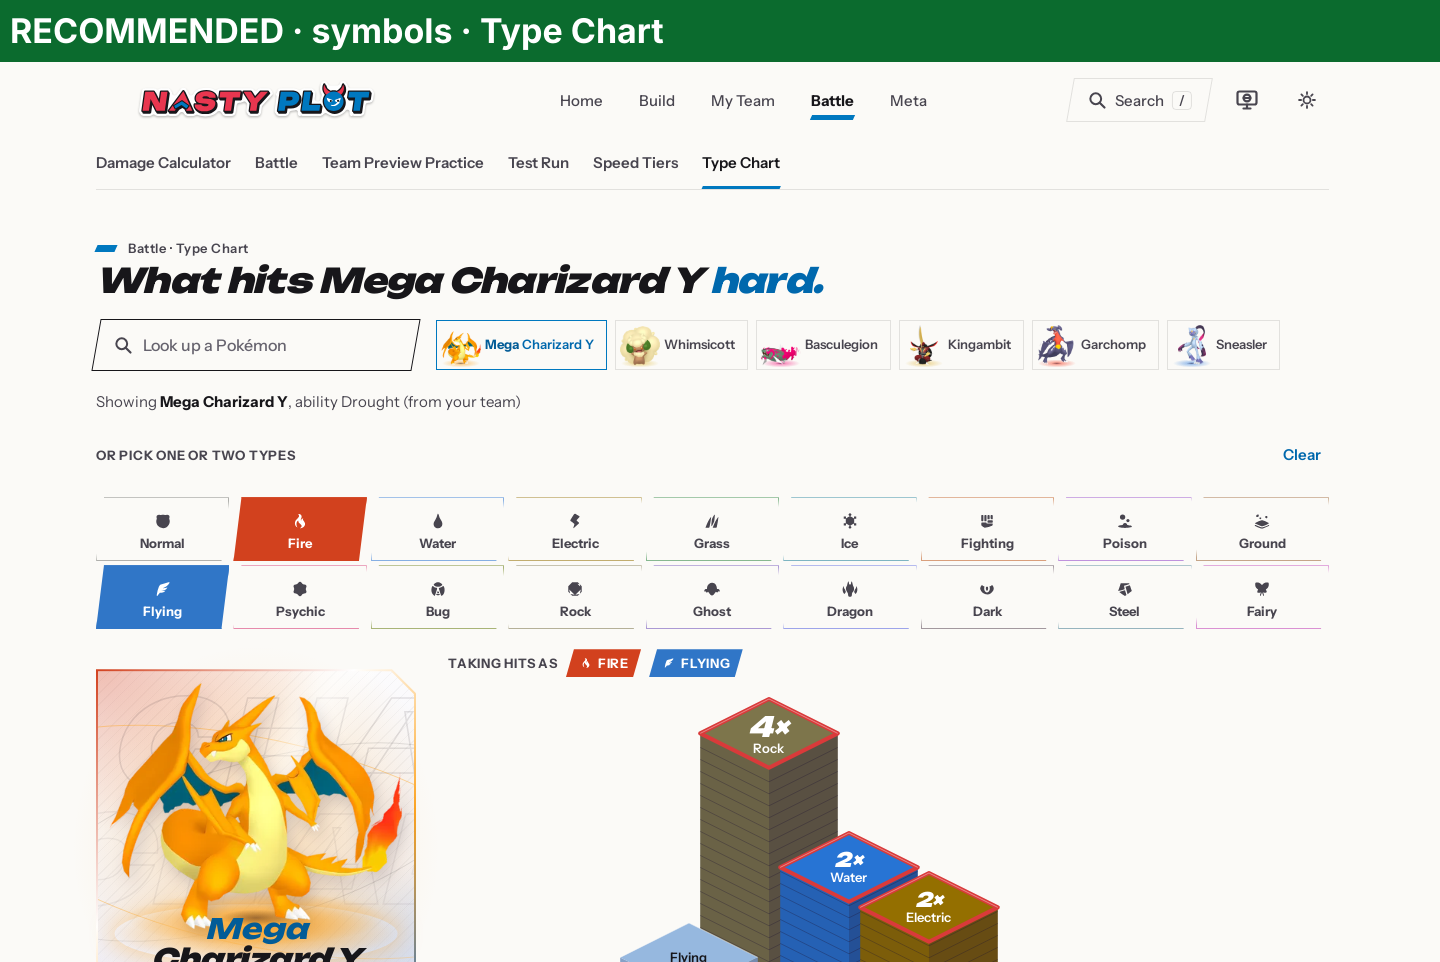 RECOMMENDED · symbols · Type Chart
NASTY PLOT
Home Build My Team Battle Meta
Search /
Damage Calculator Battle Team Preview Practice Test Run Speed Tiers Type Chart
Battle · Type Chart
What hits Mega Charizard Y hard.
Look up a Pokémon
Mega Charizard Y Whimsicott Basculegion Kingambit Garchomp Sneasler
Showing Mega Charizard Y, ability Drought (from your team)
OR PICK ONE OR TWO TYPES
Clear
Normal Fire Water Electric Grass Ice Fighting Poison Ground
Flying Psychic Bug Rock Ghost Dragon Dark Steel Fairy
TAKING HITS AS FIRE FLYING
4×
Rock
2×
Water
2×
Electric
Flying
Mega
Charizard Y